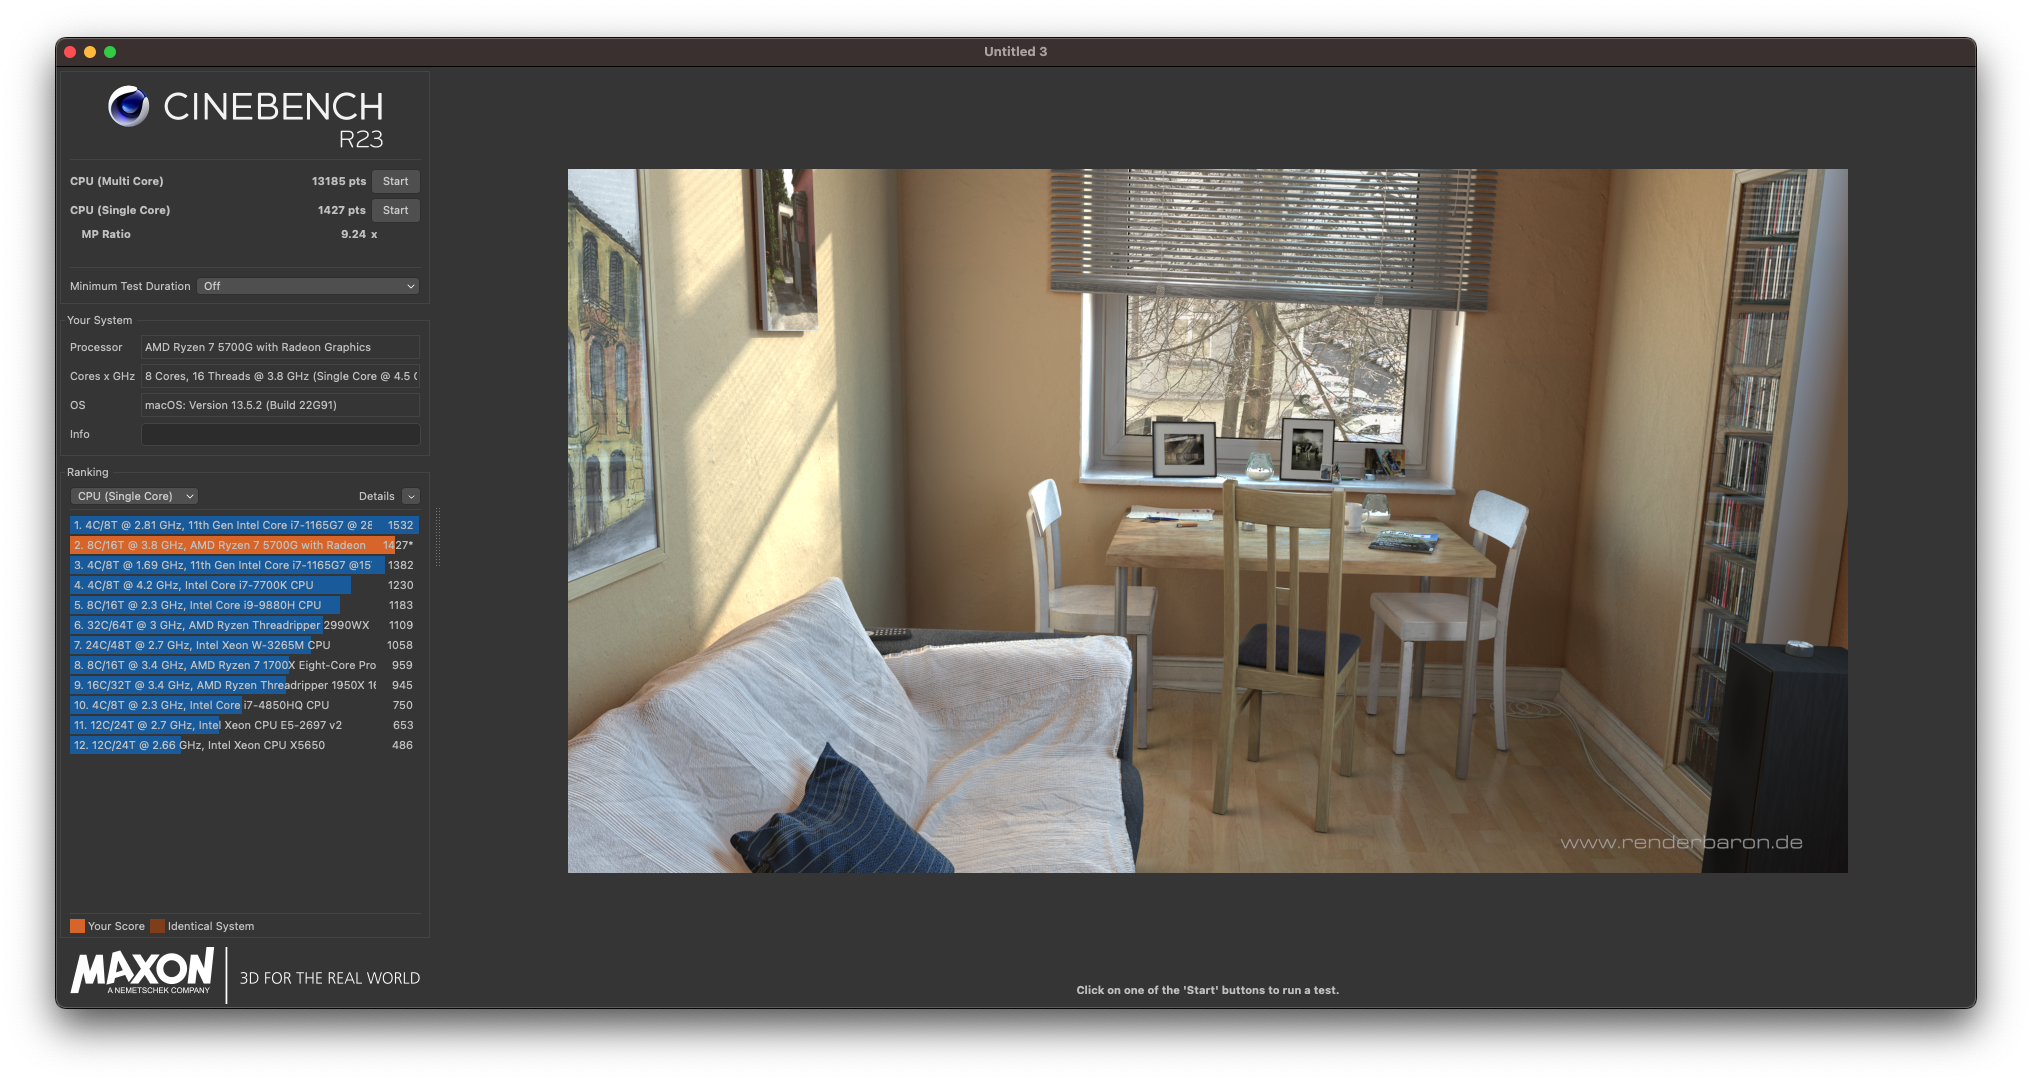 Untitled 3
CINEBENCH
R23
CPU (Multi Core) 13185 pts Start
CPU (Single Core) 1427 pts Start
MP Ratio 9.24 x
Minimum Test Duration Off
Your System
Processor AMD Ryzen 7 5700G with Radeon Graphics
Cores x GHz 8 Cores, 16 Threads @ 3.8 GHz (Single Core @ 4.5
OS macOS: Version 13.5.2 (Build 22G91)
Info
Ranking
CPU (Single Core) Details
1. 4C/8T @ 2.81 GHz, 11th Gen Intel Core i7-1165G7 @ 28 1532
2. 8C/16T @ 3.8 GHz, AMD Ryzen 7 5700G with Radeon 1427*
3. 4C/8T @ 1.69 GHz, 11th Gen Intel Core i7-1165G7 @15 1382
4. 4C/8T @ 4.2 GHz, Intel Core i7-7700K CPU 1230
5. 8C/16T @ 2.3 GHz, Intel Core i9-9880H CPU 1183
6. 32C/64T @ 3 GHz, AMD Ryzen Threadripper 2990WX 1109
7. 24C/48T @ 2.7 GHz, Intel Xeon W-3265M CPU 1058
8. 8C/16T @ 3.4 GHz, AMD Ryzen 7 1700X Eight-Core Pro 959
9. 16C/32T @ 3.4 GHz, AMD Ryzen Threadripper 1950X 16 945
10. 4C/8T @ 2.3 GHz, Intel Core i7-4850HQ CPU 750
11. 12C/24T @ 2.7 GHz, Intel Xeon CPU E5-2697 v2 653
12. 12C/24T @ 2.66 GHz, Intel Xeon CPU X5650 486
Your Score Identical System
MAXON
A NEMETSCHEK COMPANY
3D FOR THE REAL WORLD
www.renderbaron.de
Click on one of the 'Start' buttons to run a test.